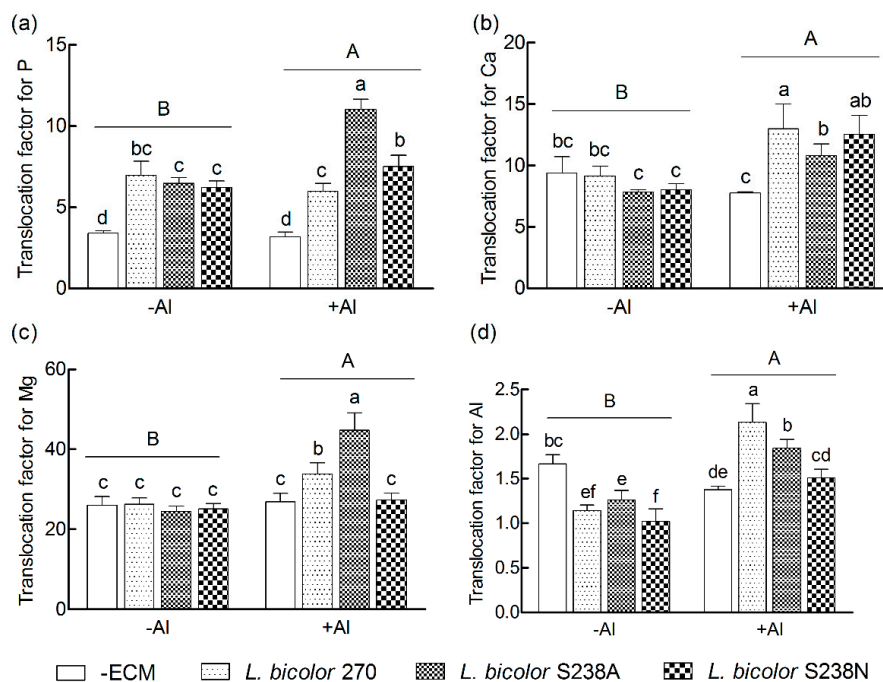 (a)
Translocation factor for P
15
10
5
0
B
A
d
bc
c
c
d
c
a
b
-Al
+Al
(b)
Translocation factor for Ca
20
15
10
5
0
B
A
bc
bc
c
c
c
a
b
ab
-Al
+Al
(c)
Translocation factor for Mg
60
40
20
0
B
A
c
c
c
c
c
b
a
c
-Al
+Al
(d)
Translocation factor for Al
2.5
2.0
1.5
1.0
0.5
0.0
B
A
bc
ef
e
f
de
a
b
cd
-Al
+Al
-ECM
L. bicolor 270
L. bicolor S238A
L. bicolor S238N